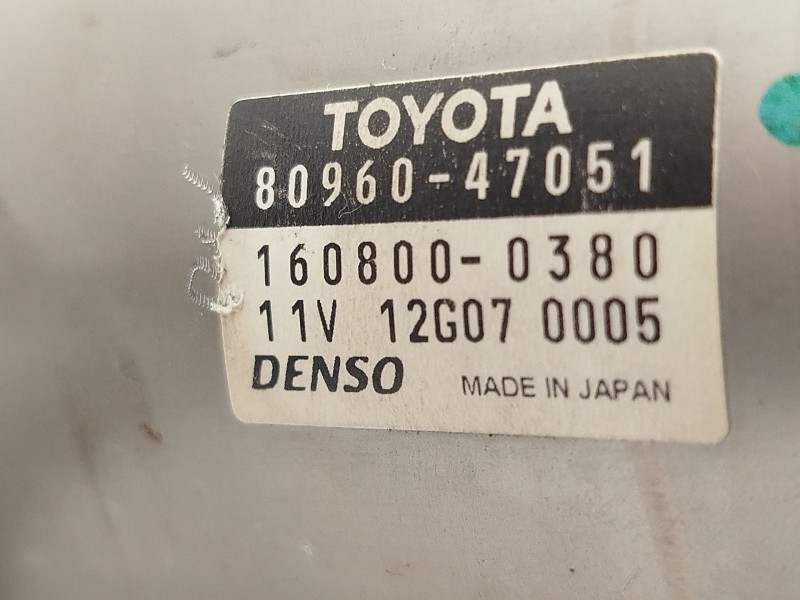 TOYOTA
80960-47051
160800-0380
11V 12G07 0005
DENSO MADE IN JAPAN